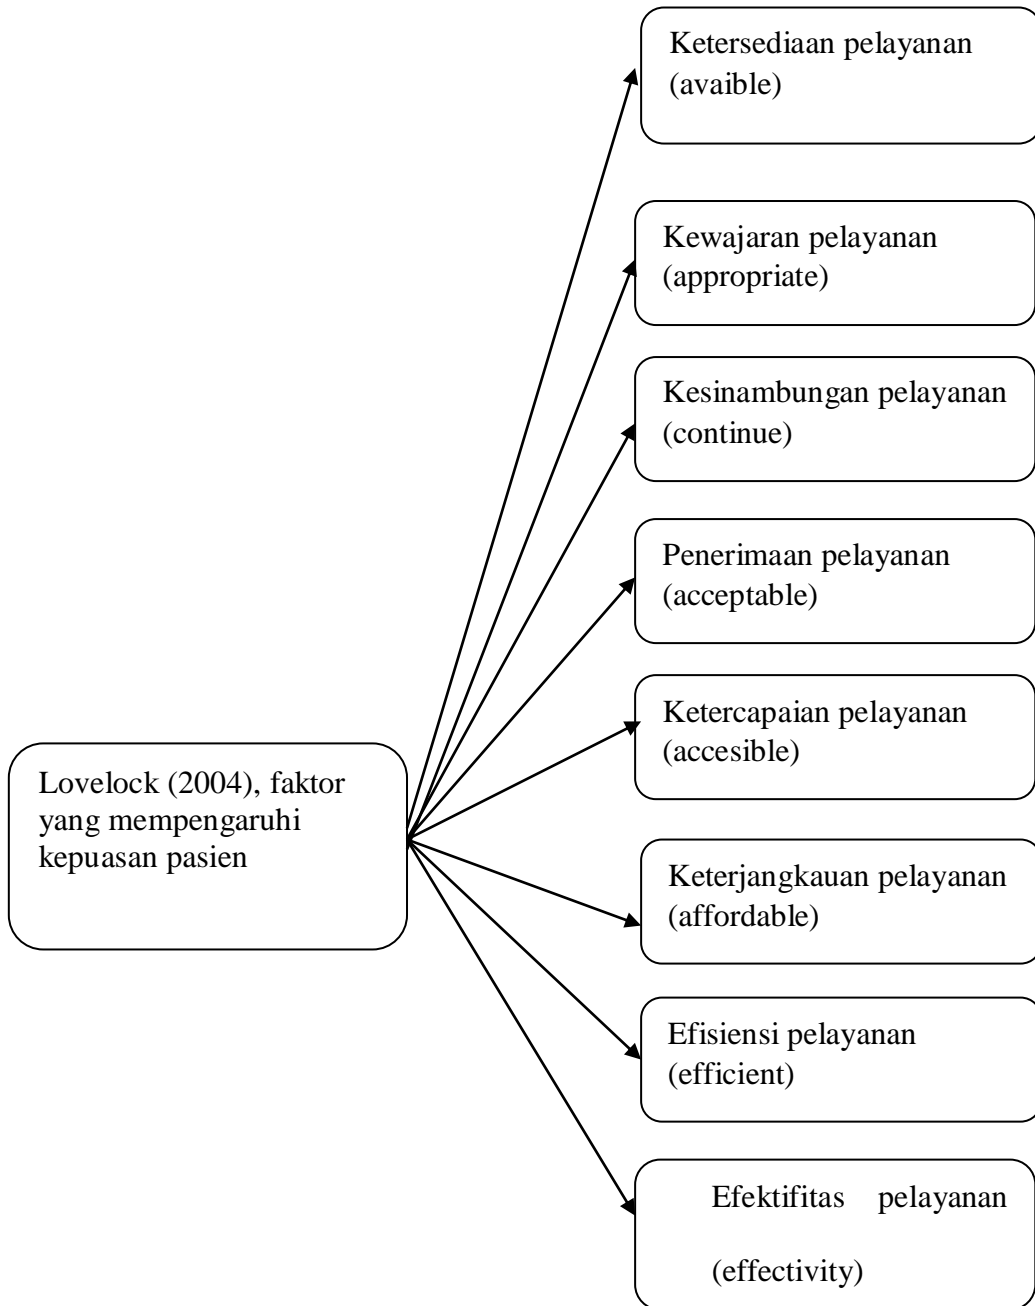 Ketersediaan pelayanan
(avaible)
Kewajaran pelayanan
(appropriate)
Kesinambungan pelayanan
(continue)
Penerimaan pelayanan
(acceptable)
Ketercapaian pelayanan
(accesible)
Lovelock (2004), faktor
yang mempengaruhi
kepuasan pasien
Keterjangkauan pelayanan
(affordable)
Efisiensi pelayanan
(efficient)
Efektifitas pelayanan
(effectivity)